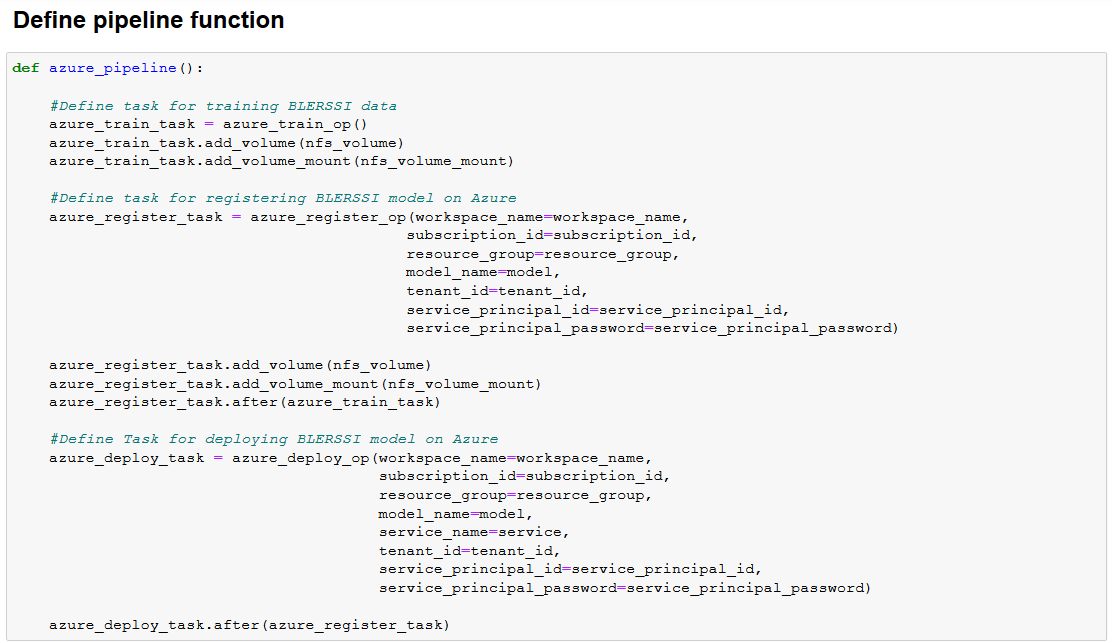 Define pipeline function
def azure_pipeline():
    #Define task for training BLERSSI data
    azure_train_task = azure_train_op()
    azure_train_task.add_volume(nfs_volume)
    azure_train_task.add_volume_mount(nfs_volume_mount)
    #Define task for registering BLERSSI model on Azure
    azure_register_task = azure_register_op(workspace_name=workspace_name,
                                           subscription_id=subscription_id,
                                           resource_group=resource_group,
                                           model_name=model,
                                           tenant_id=tenant_id,
                                           service_principal_id=service_principal_id,
                                           service_principal_password=service_principal_password)
    azure_register_task.add_volume(nfs_volume)
    azure_register_task.add_volume_mount(nfs_volume_mount)
    azure_register_task.after(azure_train_task)
    #Define Task for deploying BLERSSI model on Azure
    azure_deploy_task = azure_deploy_op(workspace_name=workspace_name,
                                        subscription_id=subscription_id,
                                        resource_group=resource_group,
                                        model_name=model,
                                        service_name=service,
                                        tenant_id=tenant_id,
                                        service_principal_id=service_principal_id,
                                        service_principal_password=service_principal_password)
    azure_deploy_task.after(azure_register_task)